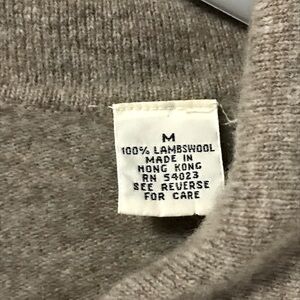 M
100% LAMBSWOOL
MADE IN
HONG KONG
RN 54023
SEE REVERSE
FOR CARE